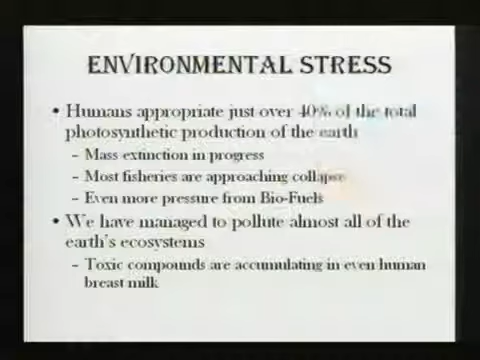 ENVIRONMENTAL STRESS
• Humans appropriate just over 40% of the total
photosynthetic production of the earth
– Mass extinction in progress
– Most fisheries are approaching collapse
– Even more pressure from Bio-Fuels
• We have managed to pollute almost all of the
earth's ecosystems
– Toxic compounds are accumulating in even human
breast milk